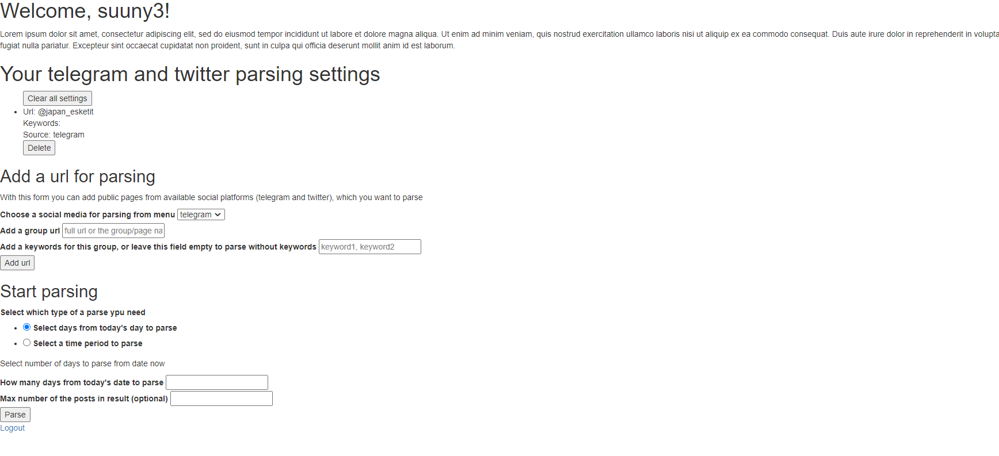 Welcome, suuny3!
Lorem ipsum dolor sit amet, consectetur adipiscing elit, sed do eiusmod tempor incididunt ut labore et dolore magna aliqua. Ut enim ad minim veniam, quis nostrud exercitation ullamco laboris nisi ut aliquip ex ea commodo consequat. Duis aute irure dolor in reprehenderit in volupta
fugiat nulla pariatur. Excepteur sint occaecat cupidatat non proident, sunt in culpa qui officia deserunt mollit anim id est laborum.
Your telegram and twitter parsing settings
Clear all settings
Url: @japan_esketit
Keywords:
Source: telegram
Delete
Add a url for parsing
With this form you can add public pages from available social platforms (telegram and twitter), which you want to parse
Choose a social media for parsing from menu telegram
Add a group url full url or the group/page na
Add a keywords for this group, or leave this field empty to parse without keywords keyword1, keyword2
Add url
Start parsing
Select which type of a parse ypu need
Select days from today's day to parse
Select a time period to parse
Select number of days to parse from date now
How many days from today's date to parse
Max number of the posts in result (optional)
Parse
Logout